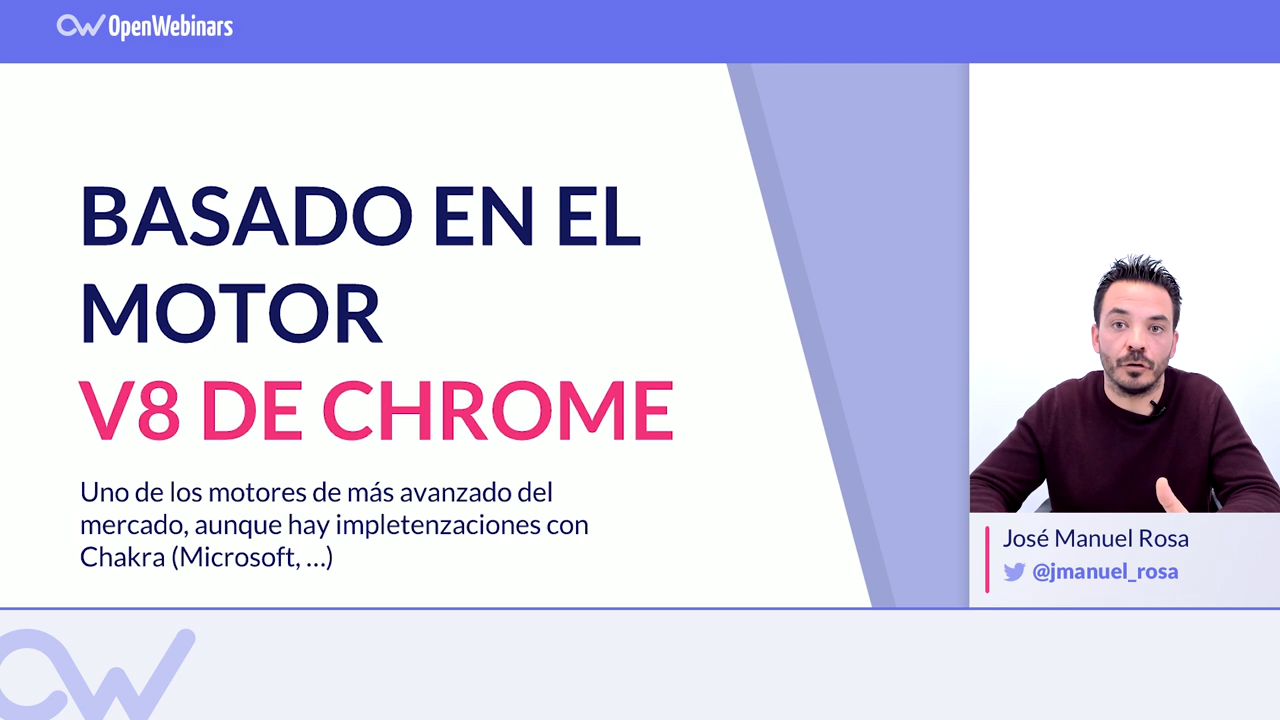 OpenWebinars
BASADO EN EL
MOTOR
V8 DE CHROME
Uno de los motores de más avanzado del
mercado, aunque hay impletenzaciones con
Chakra (Microsoft, ...)
José Manuel Rosa
@jmanuel_rosa